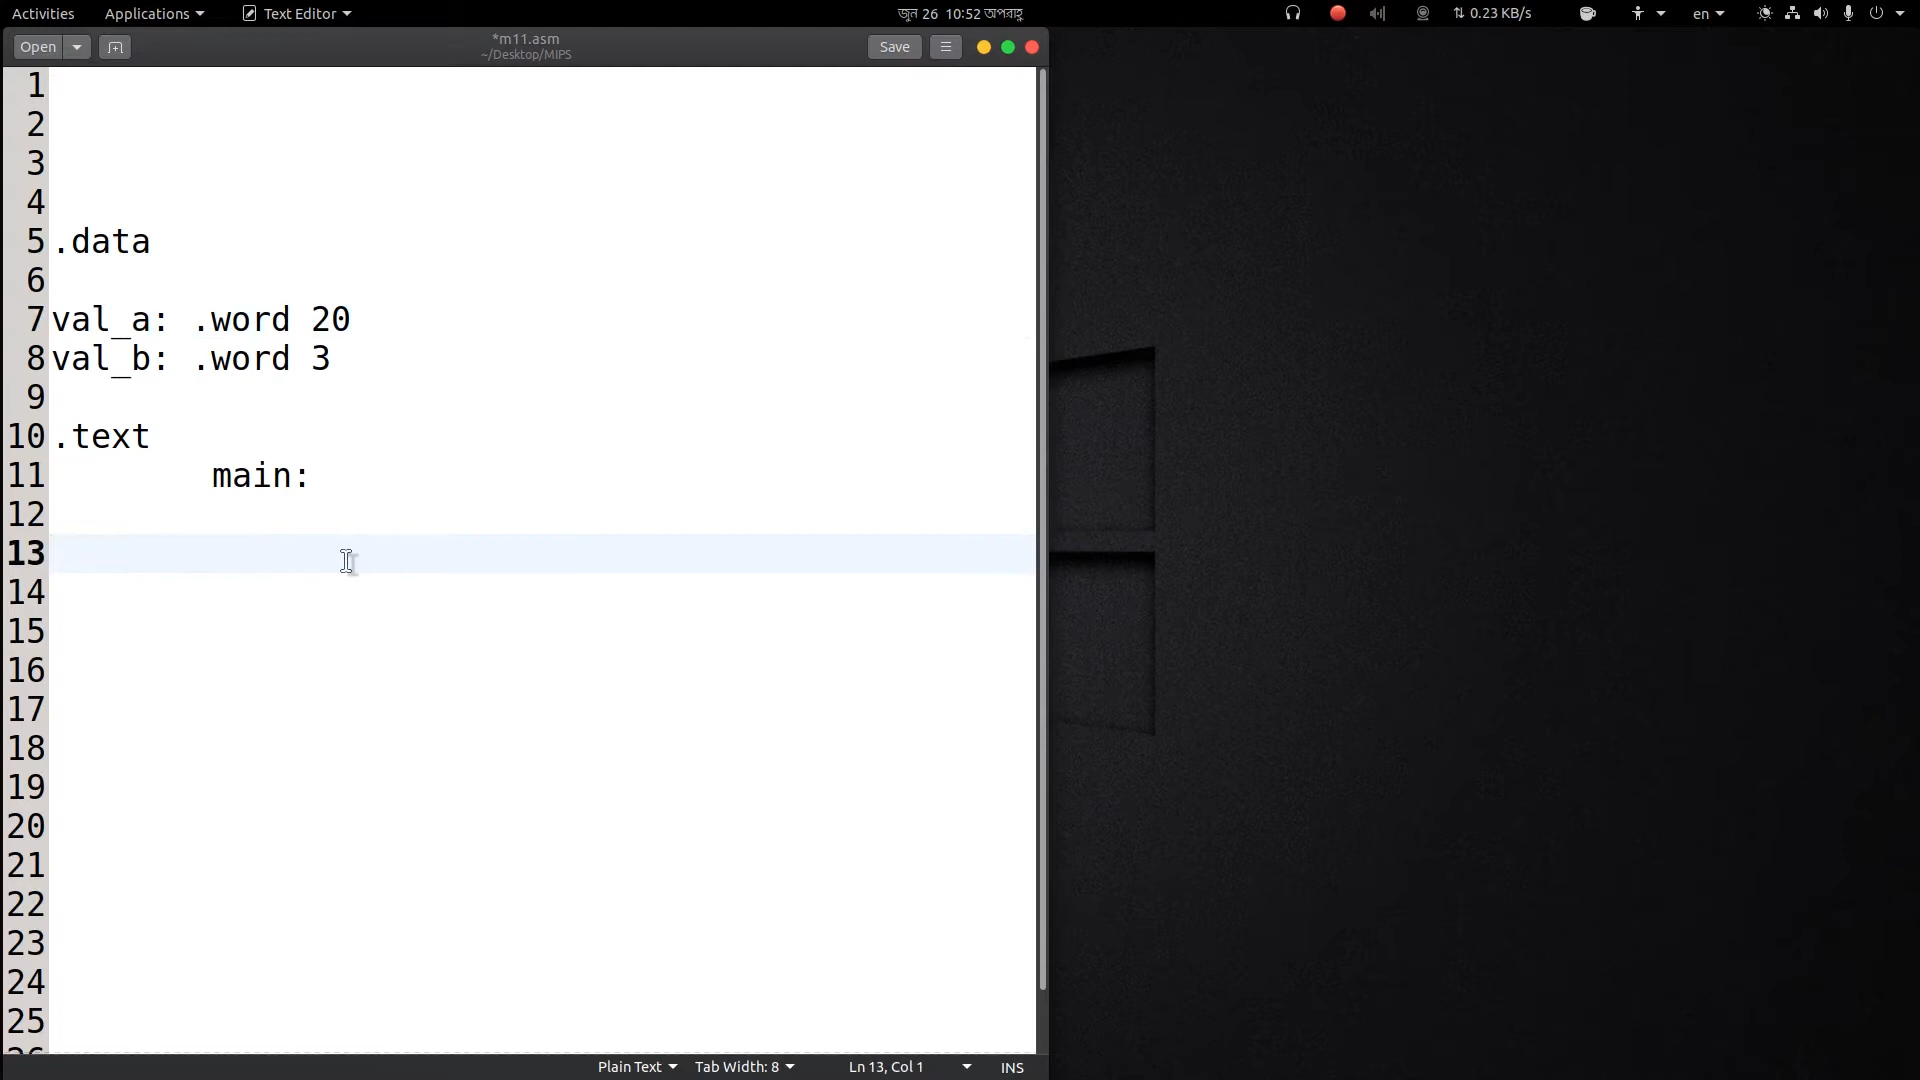 Activities Applications Text Editor জুন 26 10:52 অপরাহ্ণ 0.23 KB/s en
Open *m11.asm Save
~/Desktop/MIPS
1
2
3
4
5 .data
6
7 val_a: .word 20
8 val_b: .word 3
9
10 .text
11 main:
12
13
14
15
16
17
18
19
20
21
22
23
24
25
26
Plain Text Tab Width: 8 Ln 13, Col 1 INS